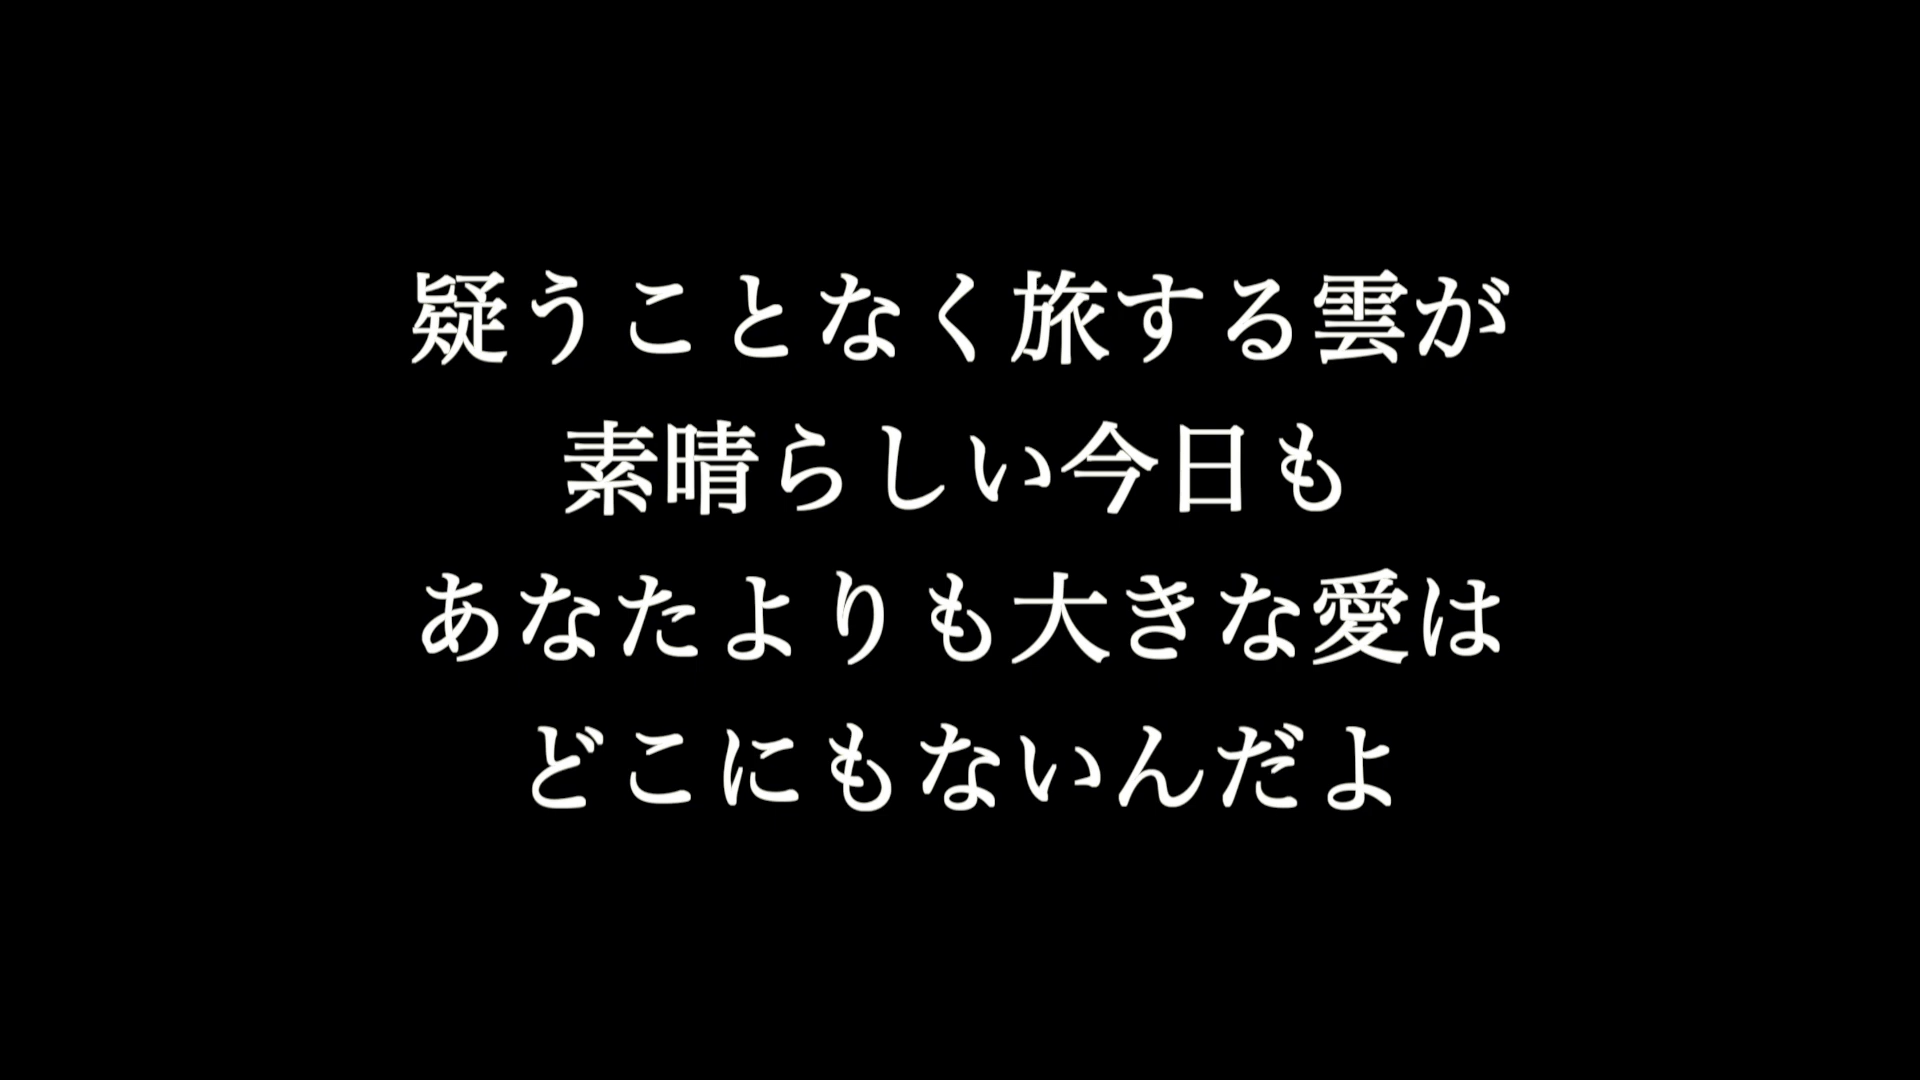 疑うことなく旅する雲が
素晴らしい今日も
あなたよりも大きな愛は
どこにもないんだよ